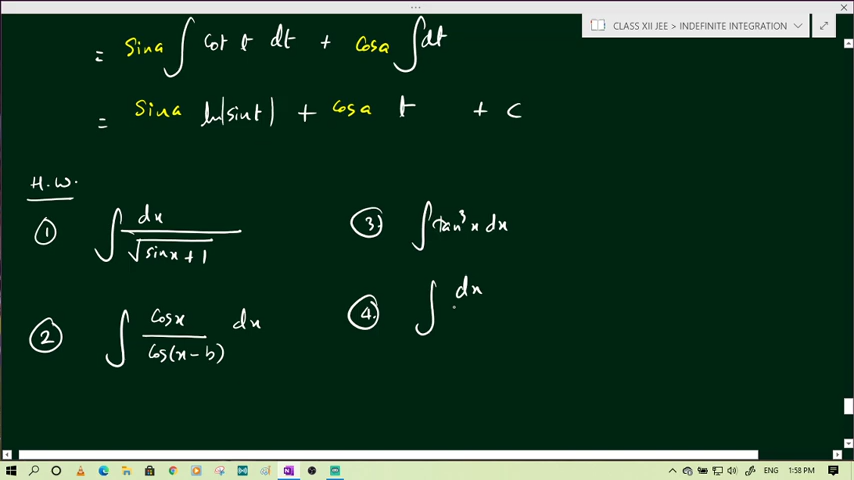 CLASS XII JEE > INDEFINITE INTEGRATION
= Sina ∫ Cot t dt + Cosa ∫ dt
= Sina ln|sint| + Cosa t + C
H.W.
① ∫ dx / √(sinx + 1)
③. ∫ tan³ x dx
② ∫ Cosx / Cos(x - b) dx
④. ∫ dx
ENG 1:58 PM